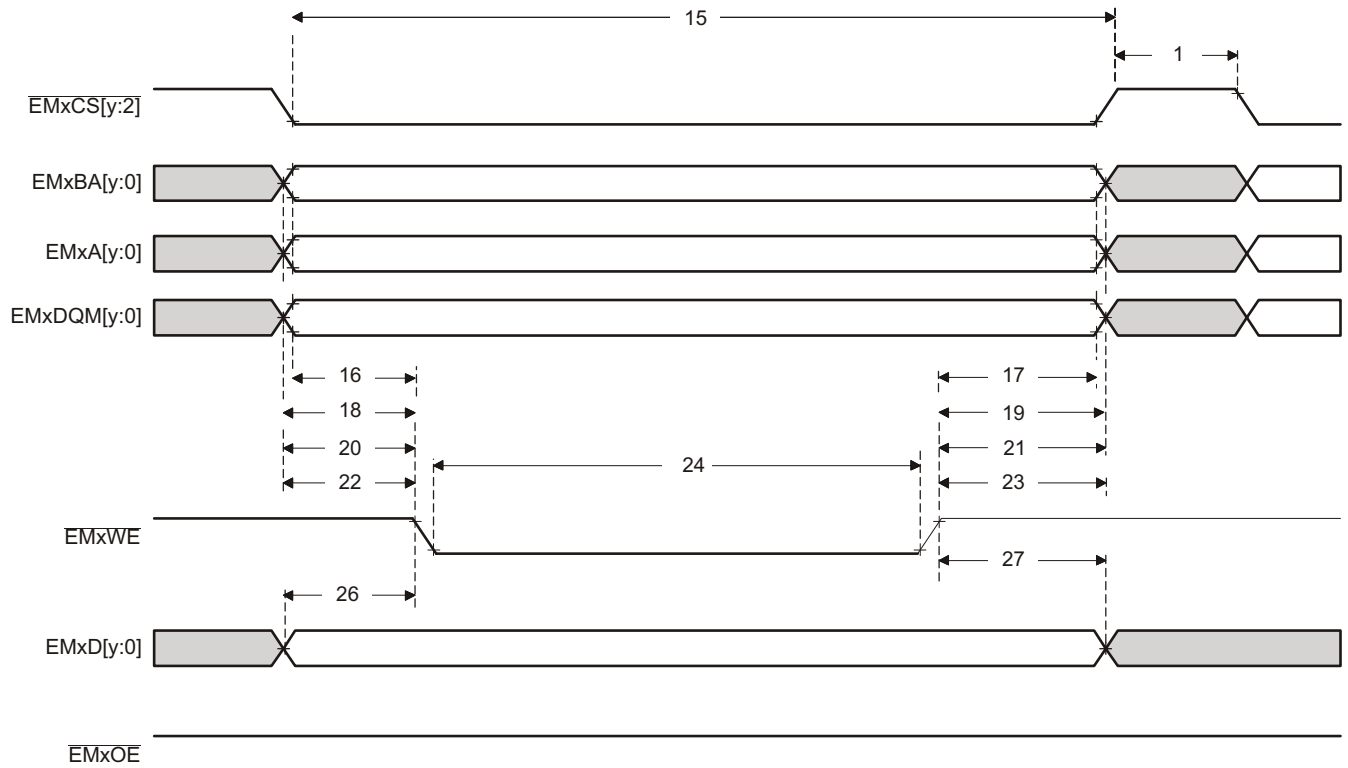 15
1
EMxCS[y:2]
EMxBA[y:0]
EMxA[y:0]
EMxDQM[y:0]
16 17
18 19
20 21
24
22 23
EMxWE
27
26
EMxD[y:0]
EMxOE